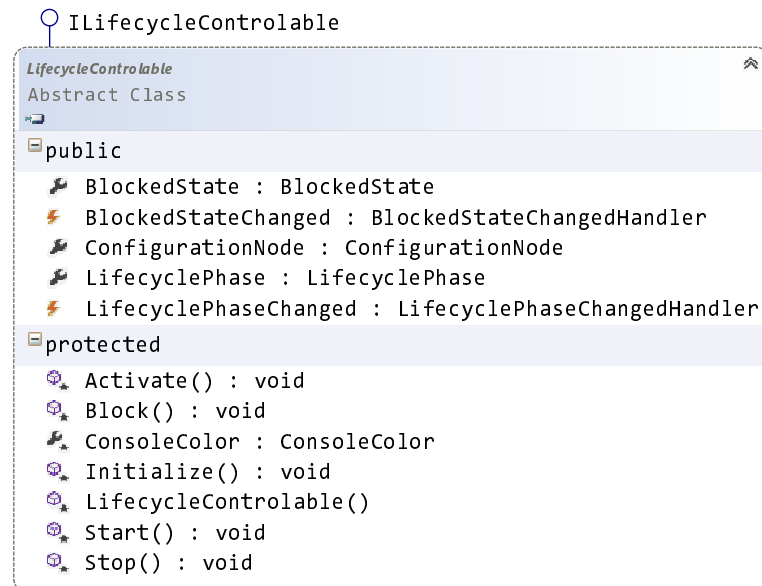 ILifecycleControlable
LifecycleControlable
Abstract Class
public
BlockedState : BlockedState
BlockedStateChanged : BlockedStateChangedHandler
ConfigurationNode : ConfigurationNode
LifecyclePhase : LifecyclePhase
LifecyclePhaseChanged : LifecyclePhaseChangedHandler
protected
Activate() : void
Block() : void
ConsoleColor : ConsoleColor
Initialize() : void
LifecycleControlable()
Start() : void
Stop() : void